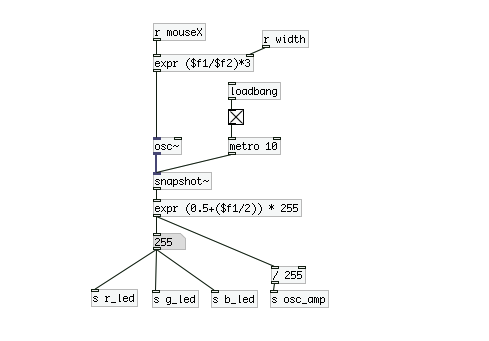 r mouseX
r width
expr ($f1/$f2)*3
loadbang
osc~
metro 10
snapshot~
expr (0.5+($f1/2)) * 255
255
/ 255
s r_led
s g_led
s b_led
s osc_amp